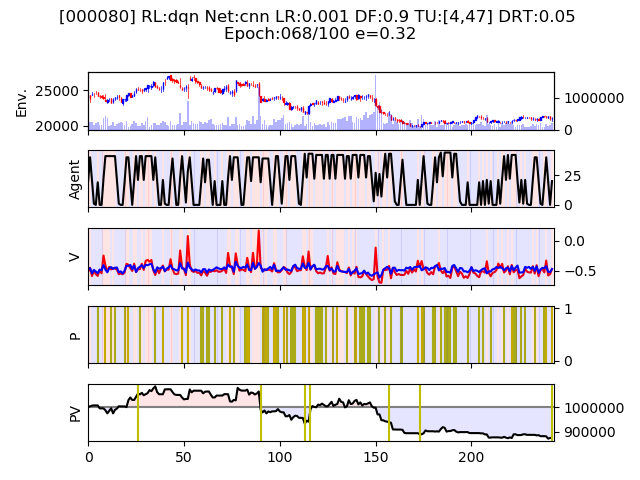 [000080] RL:dqn Net:cnn LR:0.001 DF:0.9 TU:[4,47] DRT:0.05
Epoch:068/100 e=0.32
Env.
25000
20000
1000000
0
Agent
25
0
V
0.0
−0.5
P
1
0
PV
1000000
900000
0
50
100
150
200